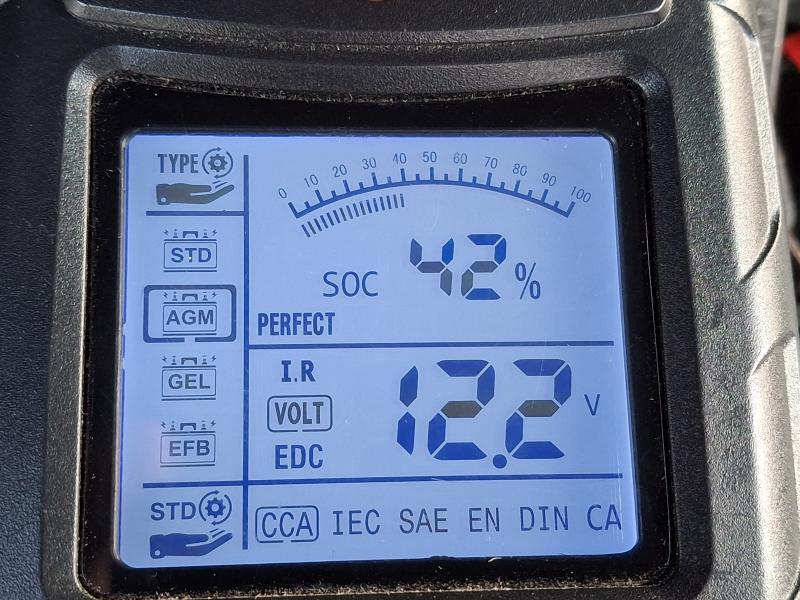 TYPE
STD
AGM
GEL
EFB
STD
0 10 20 30 40 50 60 70 80 90 100
SOC 42%
PERFECT
I.R
VOLT 12.2 V
EDC
CCA IEC SAE EN DIN CA